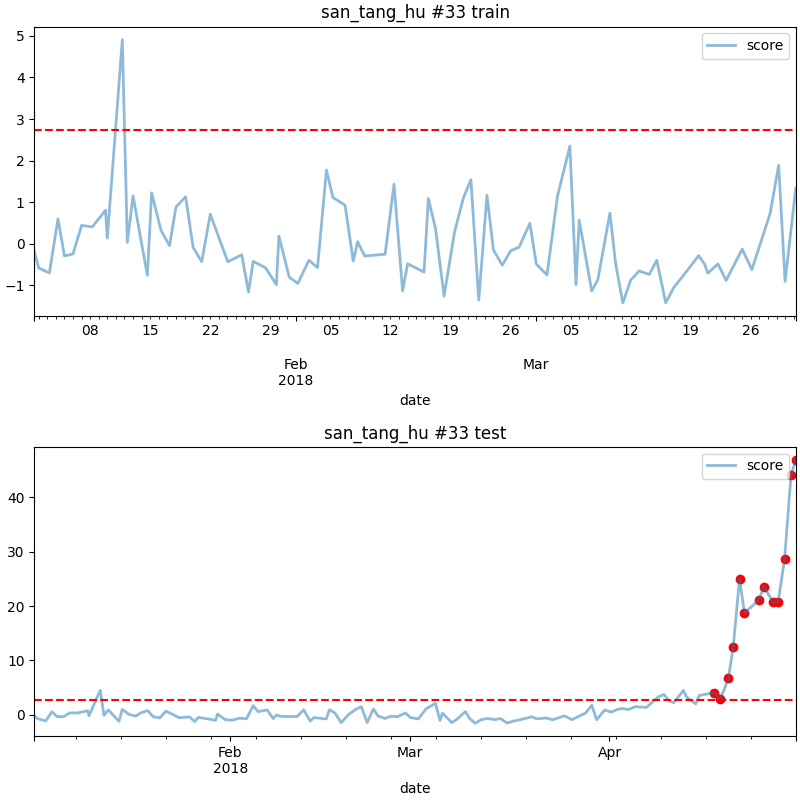 san_tang_hu #33 train
score
5
4
3
2
1
0
−1
08 15 22 29 05 12 19 26 05 12 19 26
Feb Mar
2018
date
san_tang_hu #33 test
score
40
30
20
10
0
Feb Mar Apr
2018
date